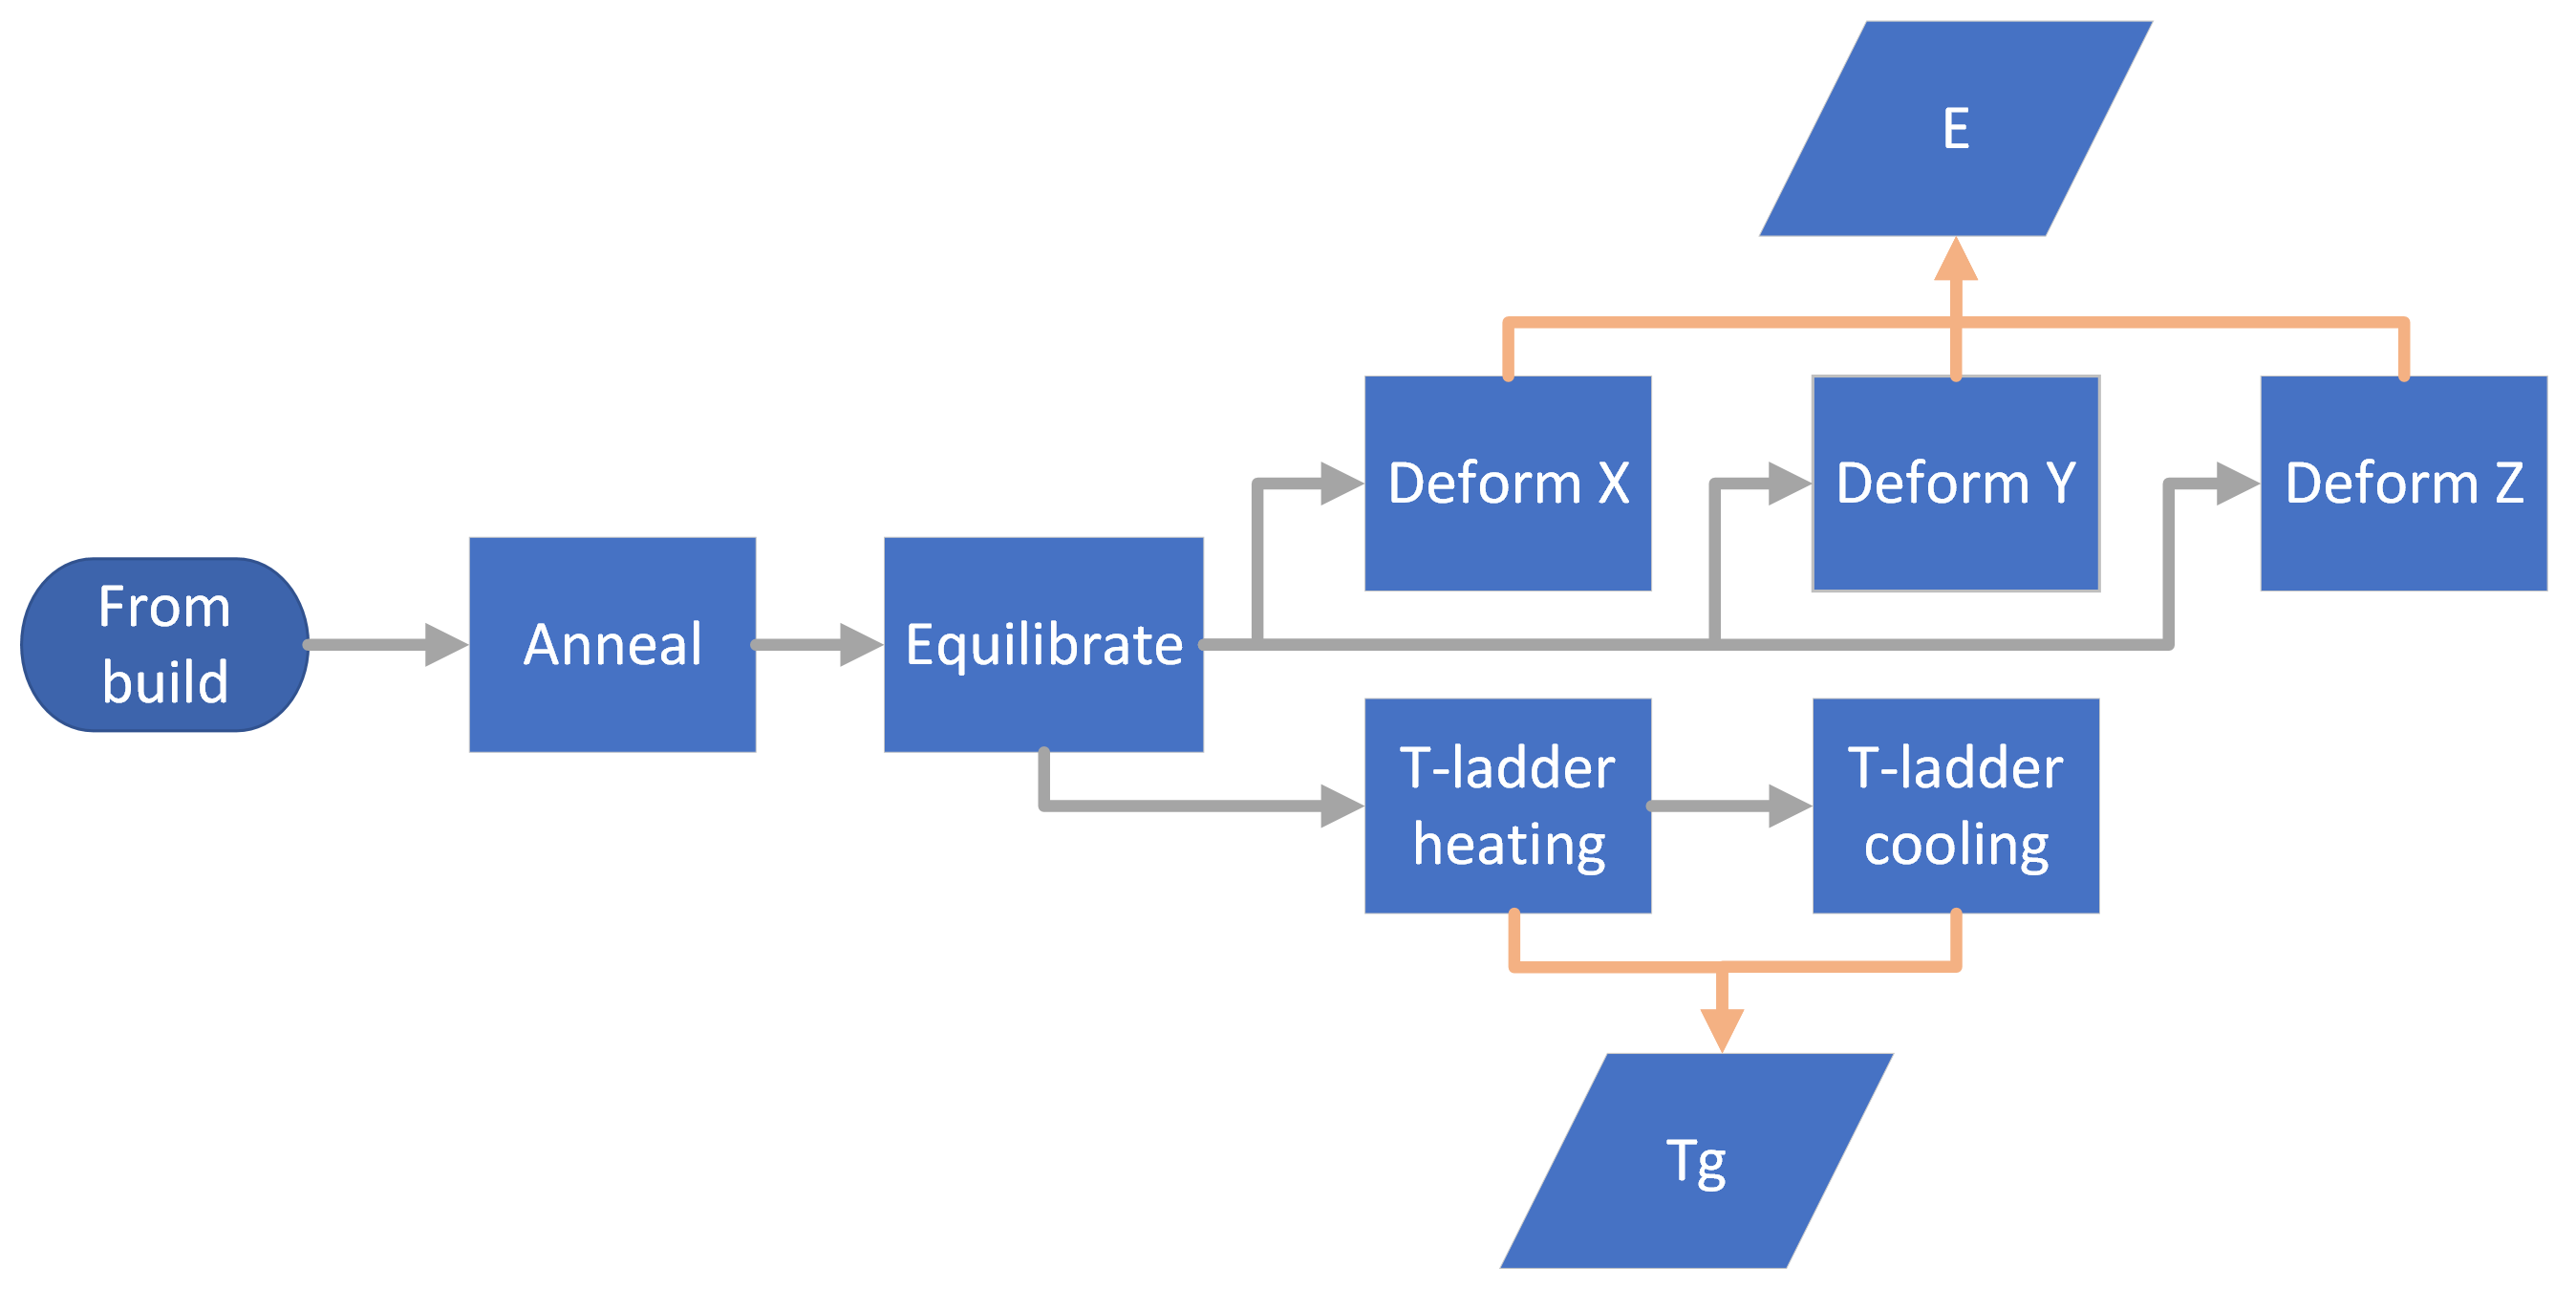 E
Deform X
Deform Y
Deform Z
From
build
Anneal
Equilibrate
T-ladder
heating
T-ladder
cooling
Tg